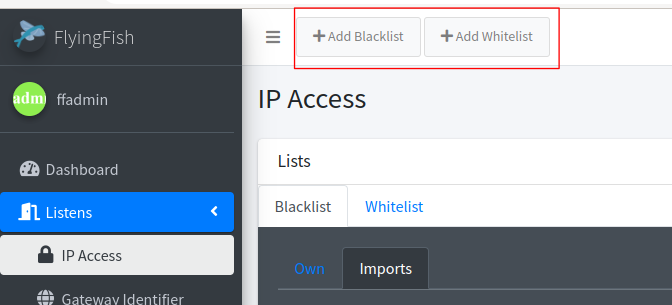 FlyingFish
+ Add Blacklist
+ Add Whitelist
admi
ffadmin
IP Access
Dashboard
Lists
Listens
Blacklist
Whitelist
IP Access
Own
Imports
Gateway Identifier